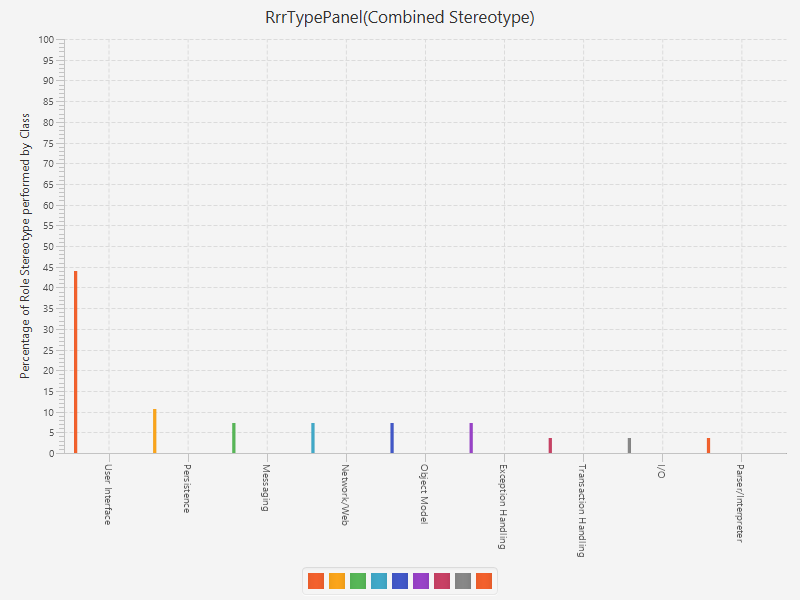 RrrTypePanel(Combined Stereotype)
Percentage of Role Stereotype performed by Class
100
95
90
85
80
75
70
65
60
55
50
45
40
35
30
25
20
15
10
5
0
User Interface
Persistence
Messaging
Network/Web
Object Model
Exception Handling
Transaction Handling
I/O
Parser/Interpreter